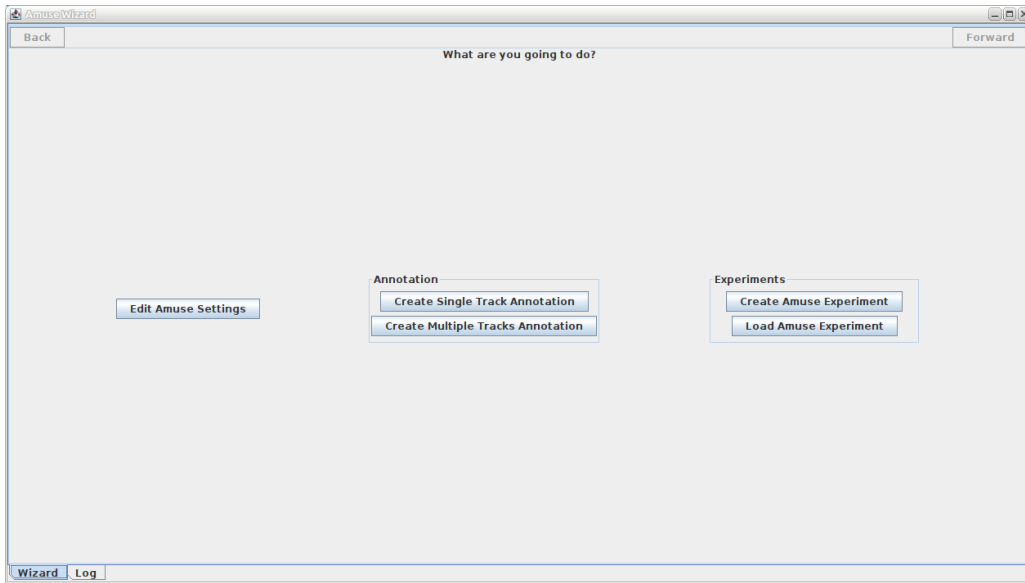 Amuse Wizard
Back
Forward
What are you going to do?
Edit Amuse Settings
Annotation
Create Single Track Annotation
Create Multiple Tracks Annotation
Experiments
Create Amuse Experiment
Load Amuse Experiment
Wizard
Log